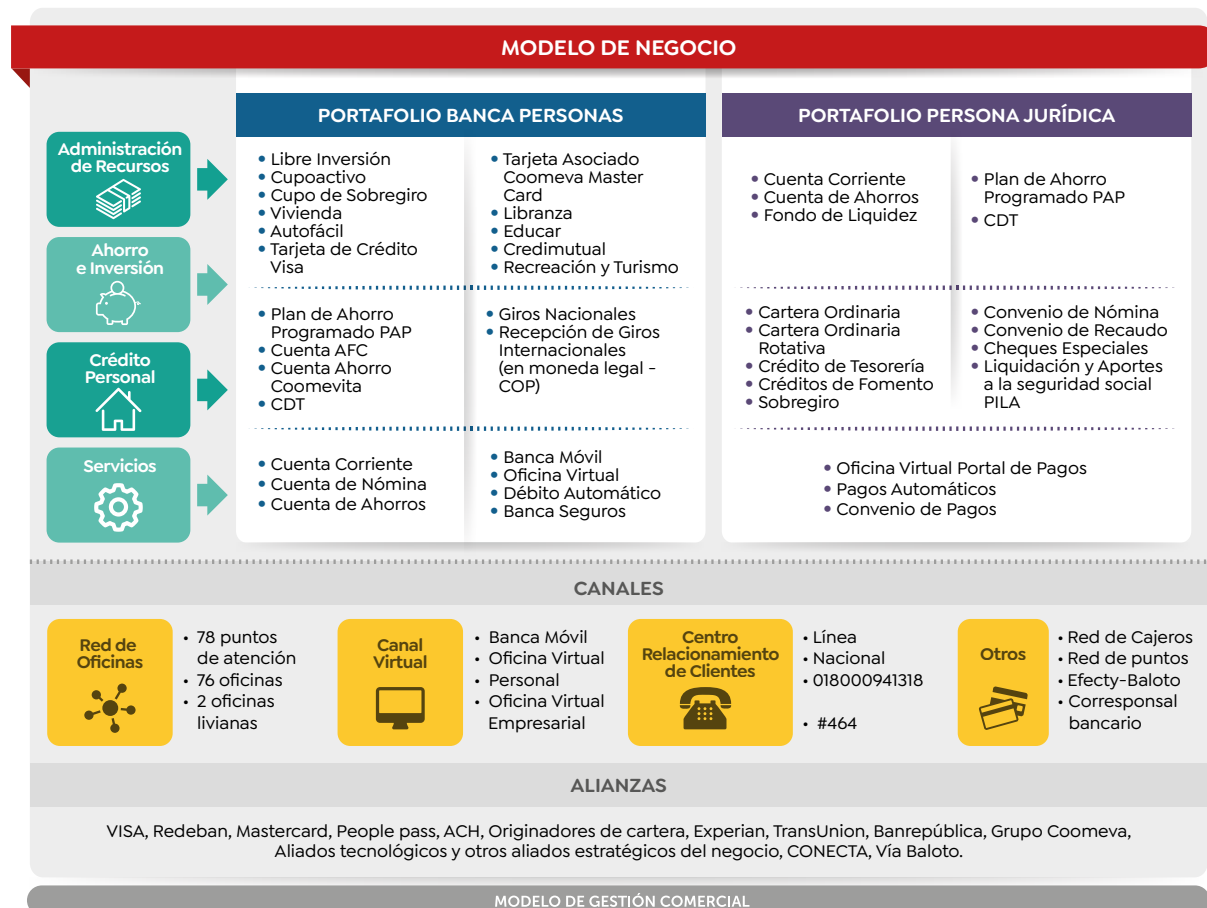 MODELO DE NEGOCIO
PORTAFOLIO BANCA PERSONAS
PORTAFOLIO PERSONA JURÍDICA
Administración
de Recursos
Ahorro
e Inversión
Crédito
Personal
Servicios
• Libre Inversión
• Cupoactivo
• Cupo de Sobregiro
• Vivienda
• Autofácil
• Tarjeta de Crédito
Visa
• Tarjeta Asociado
Coomeva Master
Card
• Libranza
• Educar
• Credimutual
• Recreación y Turismo
• Plan de Ahorro
Programado PAP
• Cuenta AFC
• Cuenta Ahorro
Coomevita
• CDT
• Giros Nacionales
• Recepción de Giros
Internacionales
(en moneda legal -
COP)
• Cuenta Corriente
• Cuenta de Nómina
• Cuenta de Ahorros
• Banca Móvil
• Oficina Virtual
• Débito Automático
• Banca Seguros
• Cuenta Corriente
• Cuenta de Ahorros
• Fondo de Liquidez
• Plan de Ahorro
Programado PAP
• CDT
• Cartera Ordinaria
• Cartera Ordinaria
Rotativa
• Crédito de Tesorería
• Créditos de Fomento
• Sobregiro
• Convenio de Nómina
• Convenio de Recaudo
• Cheques Especiales
• Liquidación y Aportes
a la seguridad social
PILA
• Oficina Virtual Portal de Pagos
• Pagos Automáticos
• Convenio de Pagos
CANALES
Red de
Oficinas
• 78 puntos
de atención
• 76 oficinas
• 2 oficinas
livianas
Canal
Virtual
• Banca Móvil
• Oficina Virtual
• Personal
• Oficina Virtual
Empresarial
Centro
Relacionamiento
de Clientes
• Línea
• Nacional
• 018000941318
• #464
Otros
• Red de Cajeros
• Red de puntos
• Efecty-Baloto
• Corresponsal
bancario
ALIANZAS
VISA, Redeban, Mastercard, People pass, ACH, Originadores de cartera, Experian, TransUnion, Banrepública, Grupo Coomeva,
Aliados tecnológicos y otros aliados estratégicos del negocio, CONECTA, Vía Baloto.
MODELO DE GESTIÓN COMERCIAL